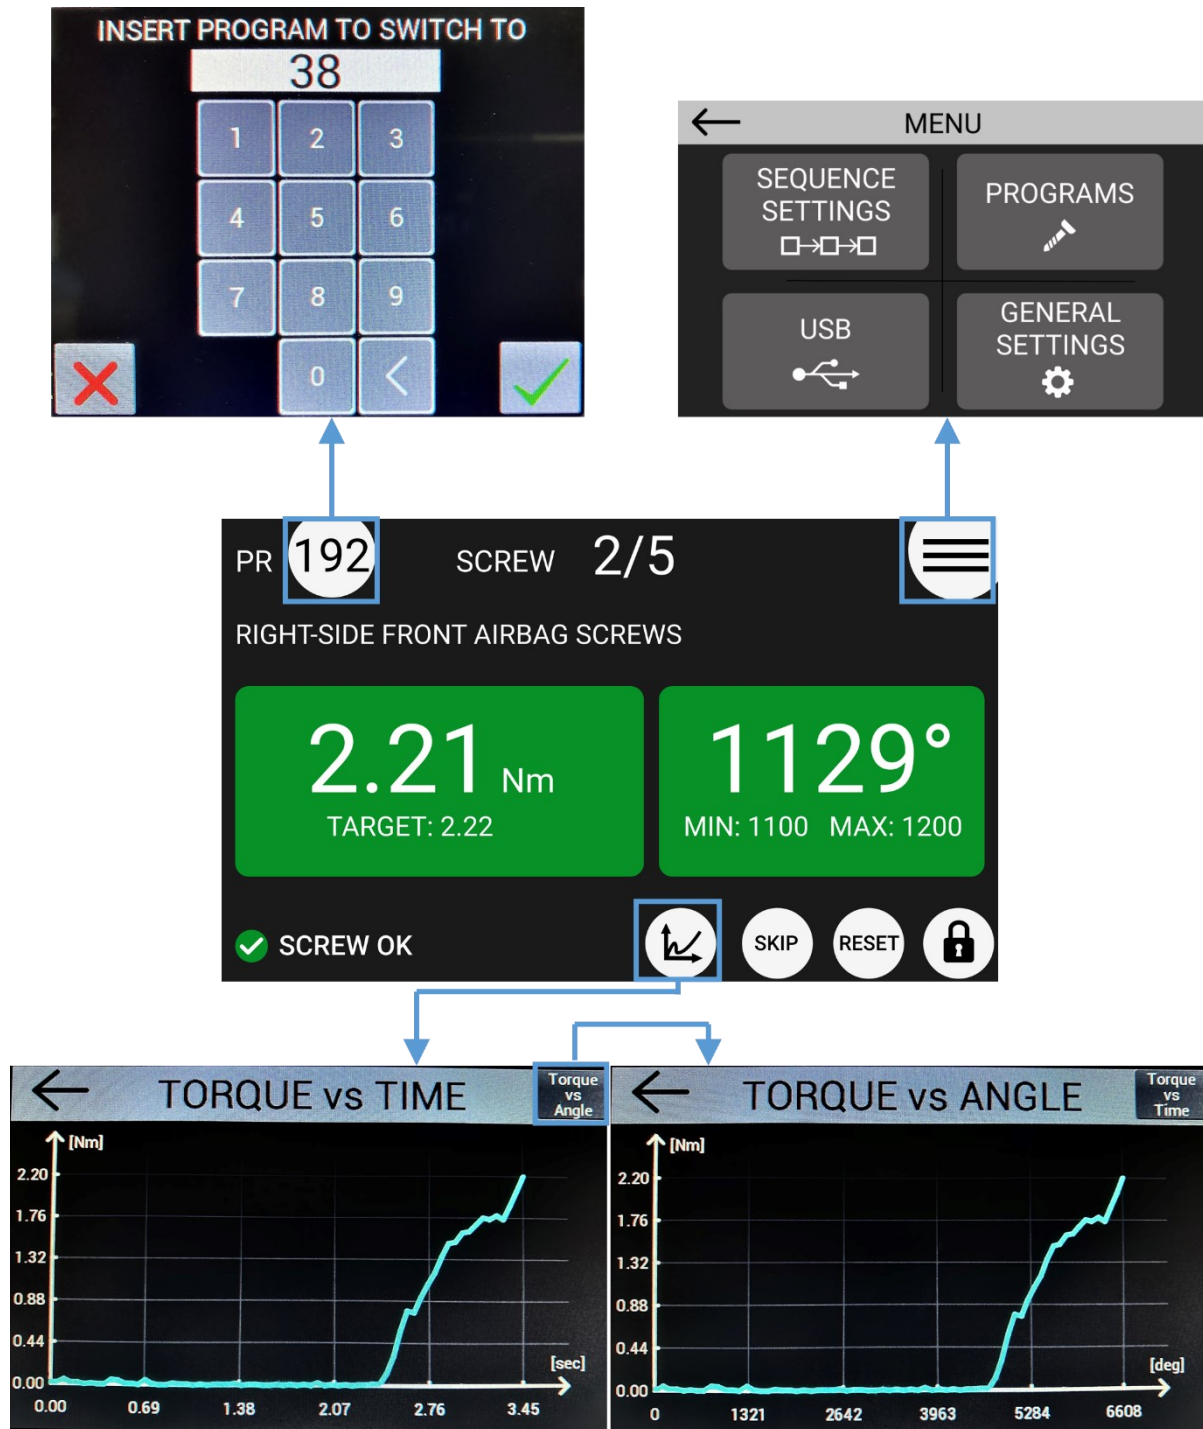 INSERT PROGRAM TO SWITCH TO
38
1 2 3
4 5 6
7 8 9
0 <
MENU
SEQUENCE
SETTINGS
PROGRAMS
USB
GENERAL
SETTINGS
PR 192 SCREW 2/5
RIGHT-SIDE FRONT AIRBAG SCREWS
2.21 Nm
TARGET: 2.22
1129°
MIN: 1100 MAX: 1200
SCREW OK
SKIP
RESET
TORQUE vs TIME
Torque
vs
Angle
[Nm]
2.20
1.76
1.32
0.88
0.44
0.00
[sec]
0.00 0.69 1.38 2.07 2.76 3.45
TORQUE vs ANGLE
Torque
vs
Time
[Nm]
2.20
1.76
1.32
0.88
0.44
0.00
[deg]
0 1321 2642 3963 5284 6608